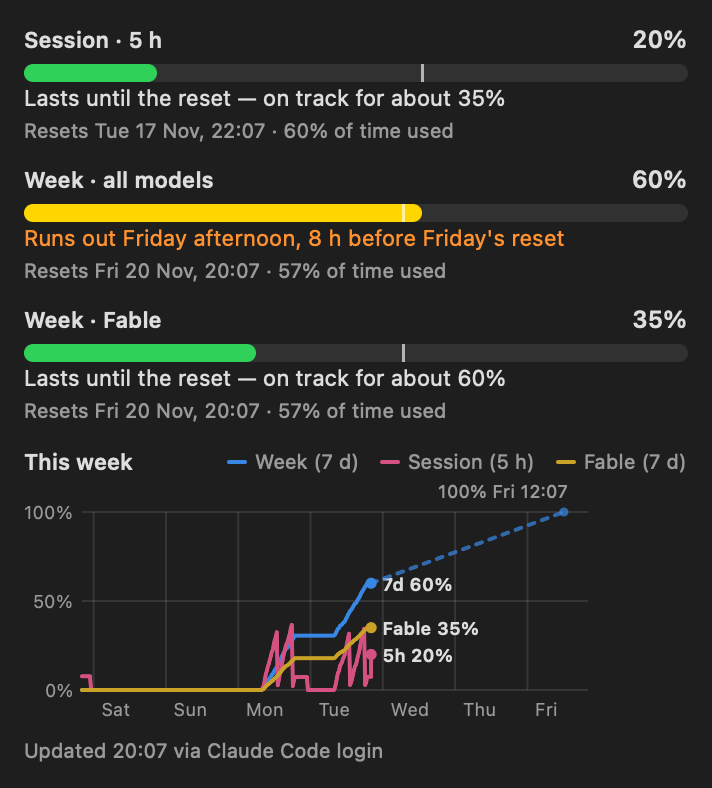 Session · 5 h 20%
Lasts until the reset — on track for about 35%
Resets Tue 17 Nov, 22:07 · 60% of time used
Week · all models 60%
Runs out Friday afternoon, 8 h before Friday's reset
Resets Fri 20 Nov, 20:07 · 57% of time used
Week · Fable 35%
Lasts until the reset — on track for about 60%
Resets Fri 20 Nov, 20:07 · 57% of time used
This week Week (7 d) Session (5 h) Fable (7 d)
100% Fri 12:07
100%
7d 60%
50%
Fable 35%
5h 20%
0%
Sat Sun Mon Tue Wed Thu Fri
Updated 20:07 via Claude Code login